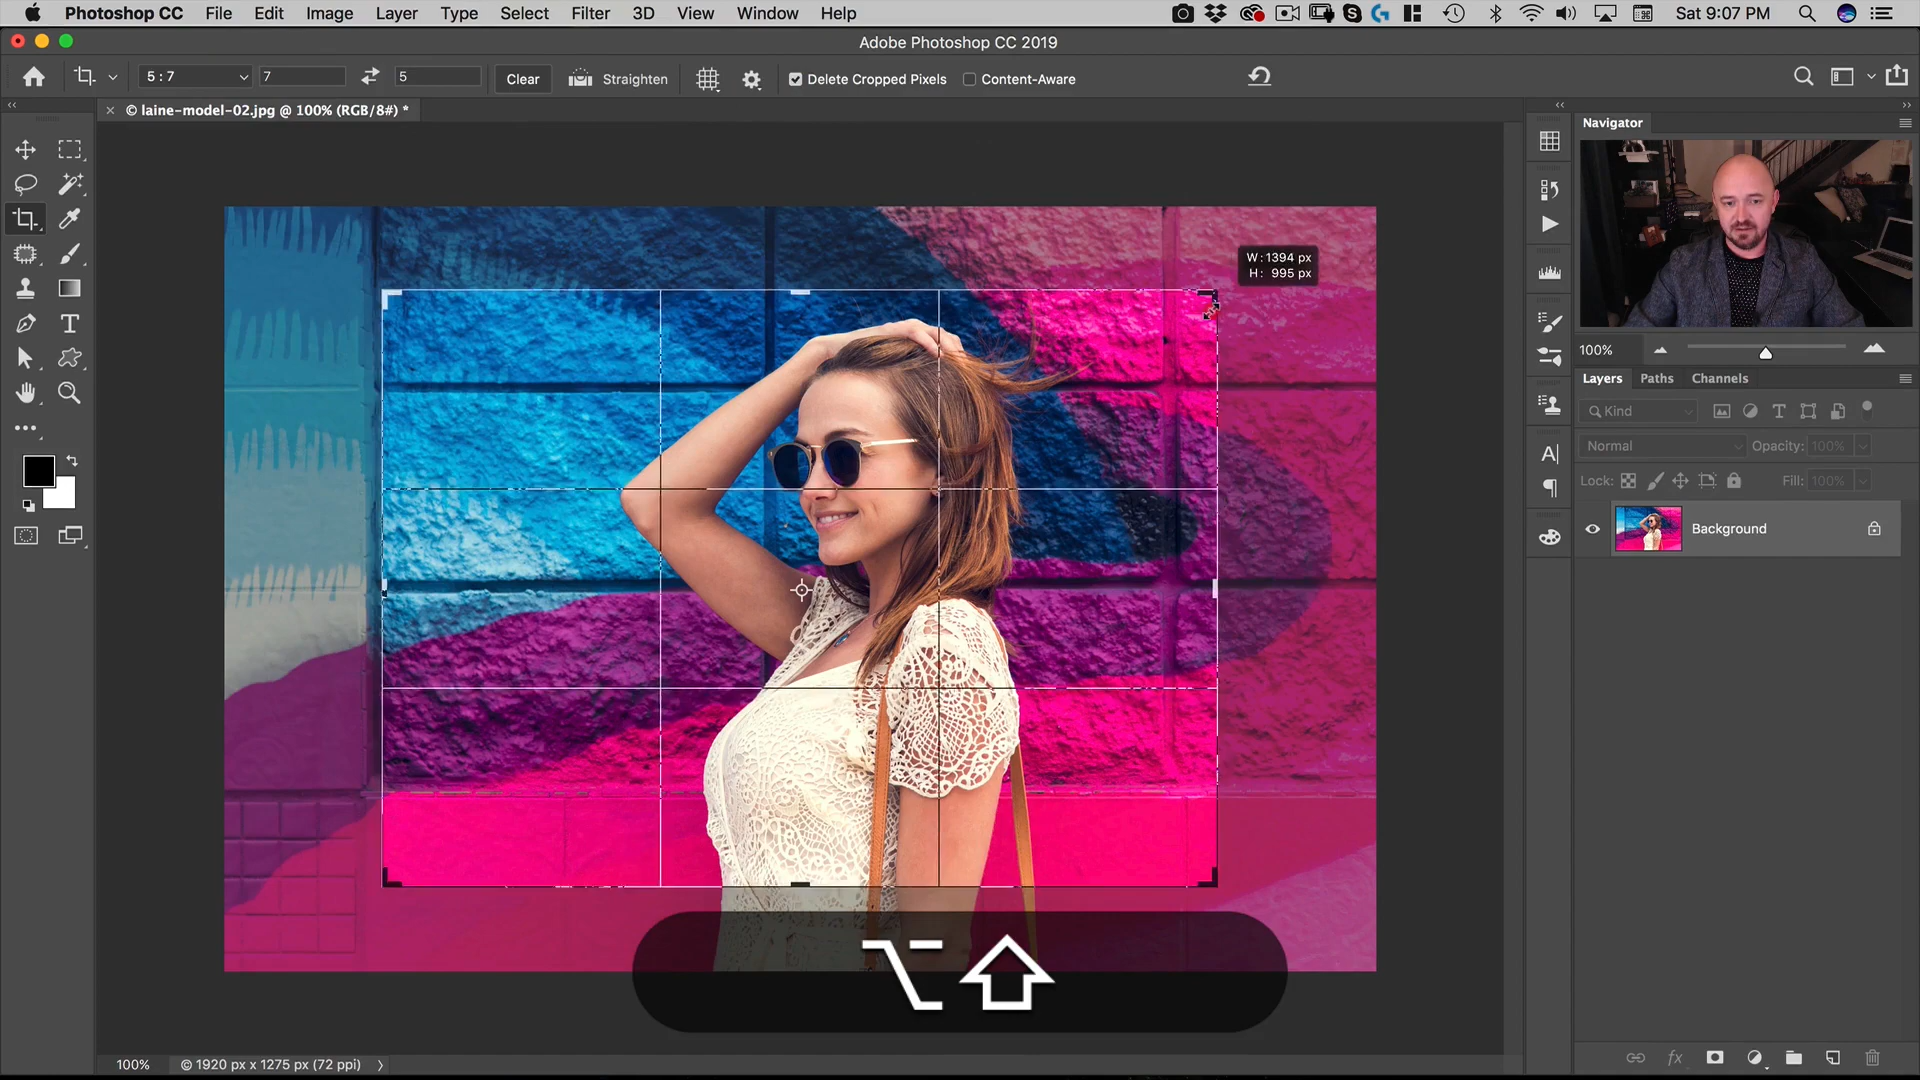 Photoshop CC File Edit Image Layer Type Select Filter 3D View Window Help Sat 9:07 PM
Adobe Photoshop CC 2019
5 : 7 7 5 Clear Straighten Delete Cropped Pixels Content-Aware
© laine-model-02.jpg @ 100% (RGB/8#) *
Navigator
W: 1394 px
H: 995 px
100%
Layers Paths Channels
Kind
Normal Opacity: 100%
Lock: Fill: 100%
Background
100% © 1920 px x 1275 px (72 ppi)